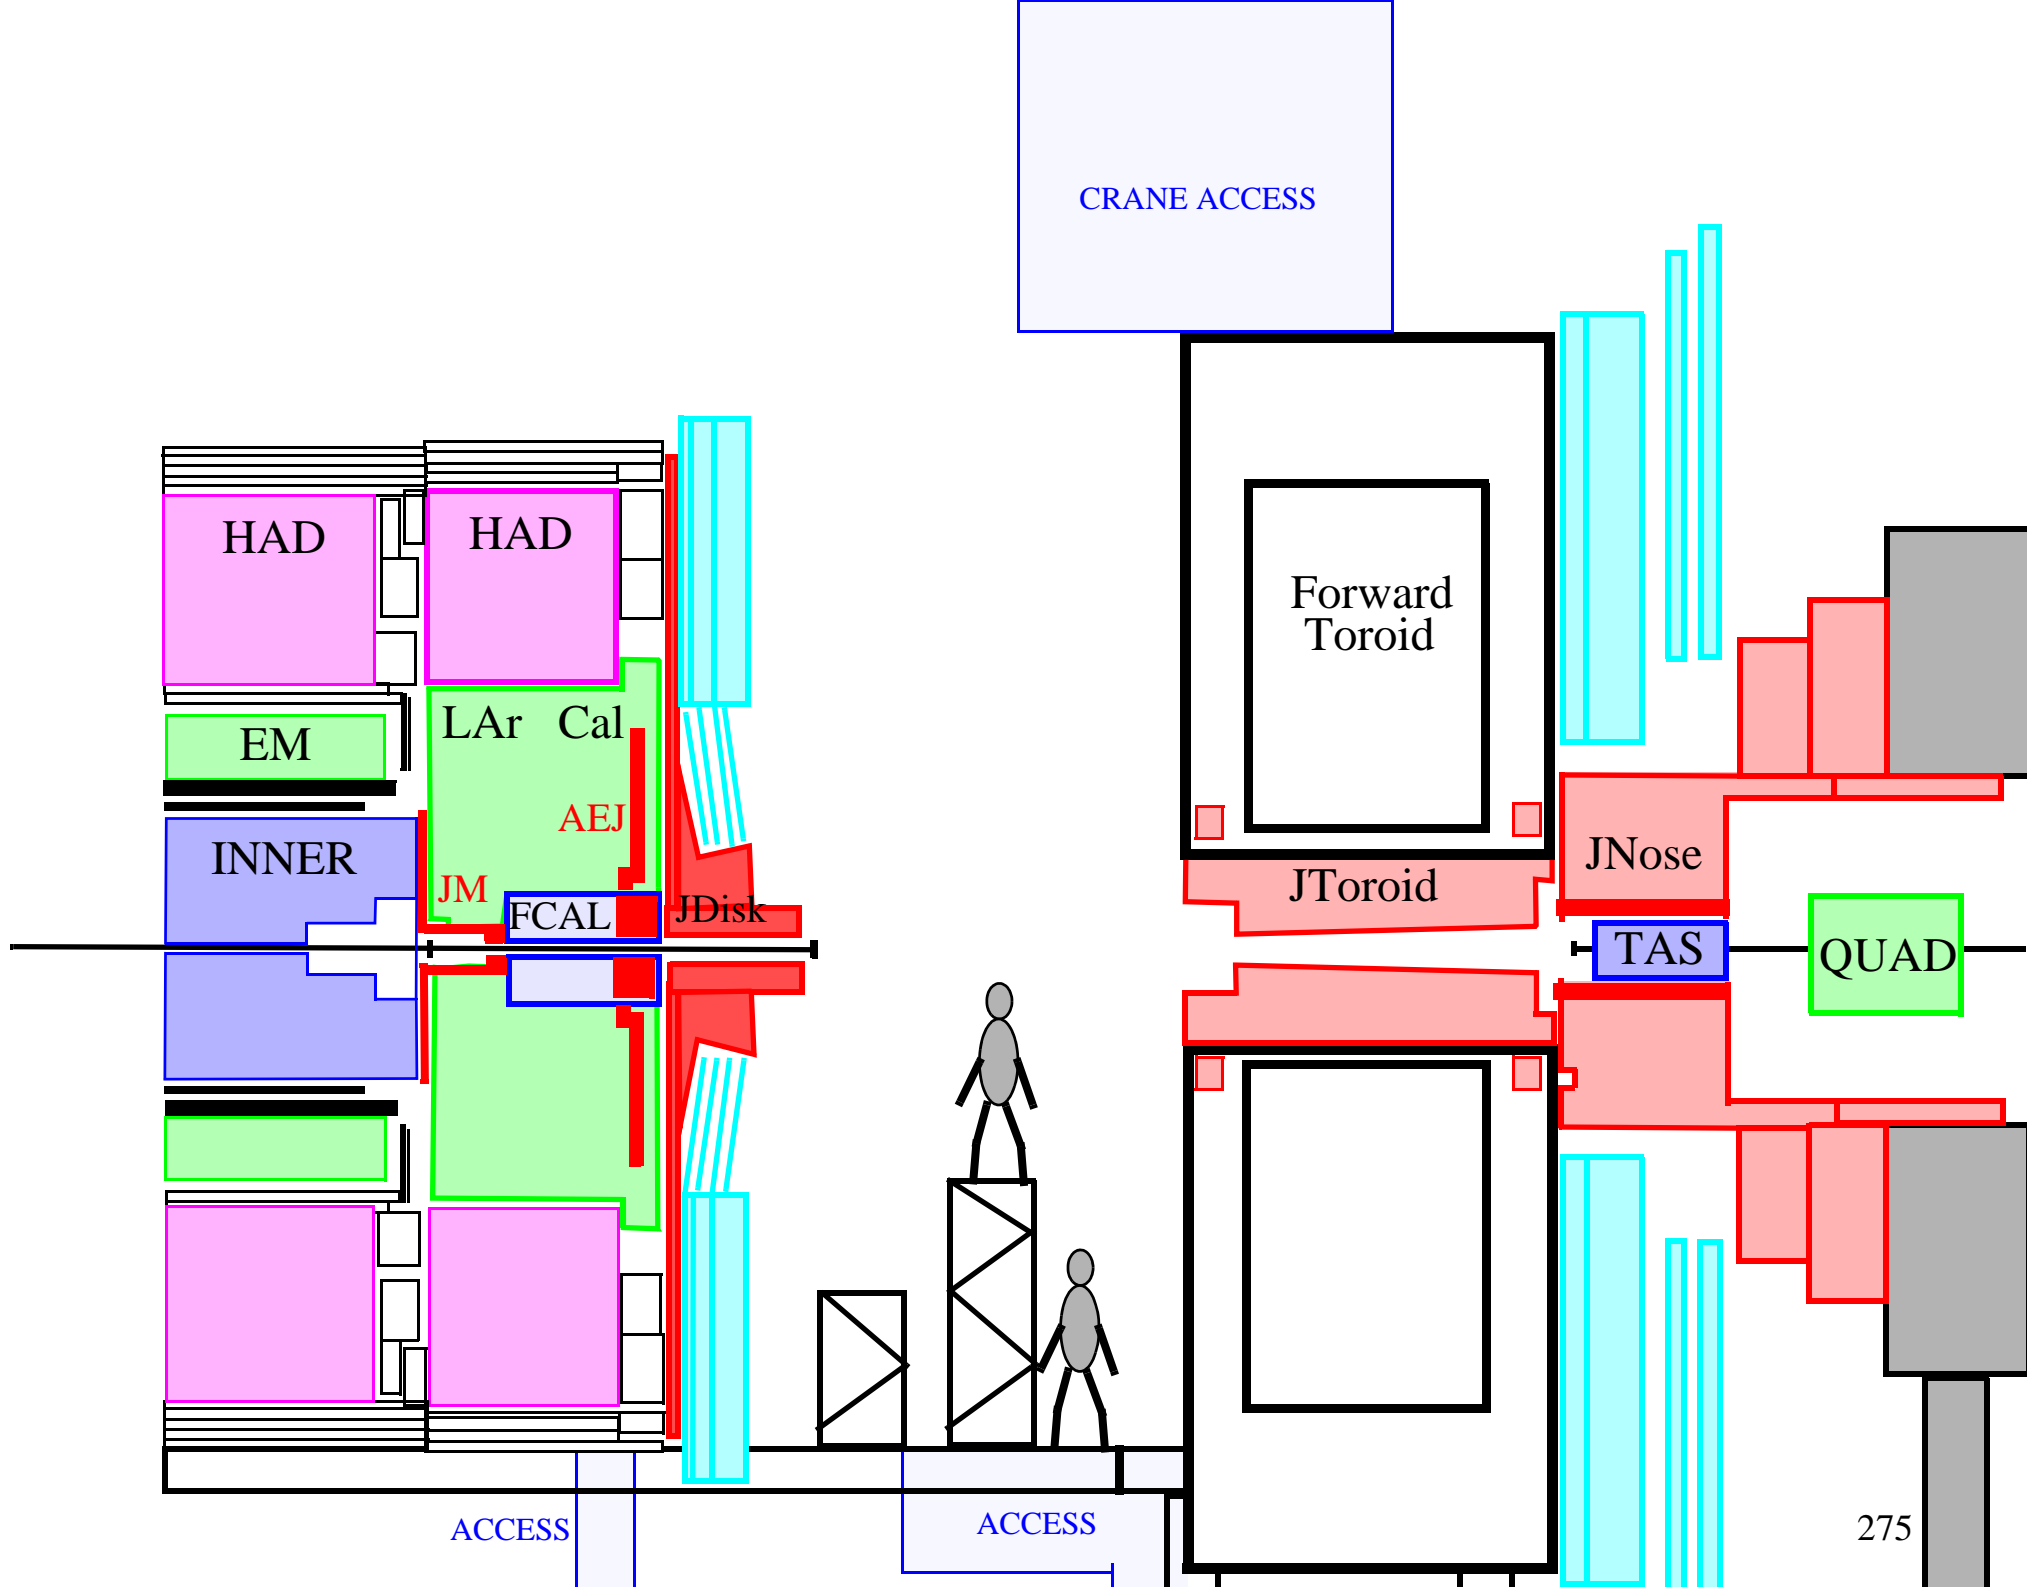 CRANE ACCESS
HAD
HAD
Forward
Toroid
LAr Cal
EM
AEJ
INNER
JNose
JM
JToroid
FCAL
JDisk
TAS
QUAD
ACCESS
ACCESS
275